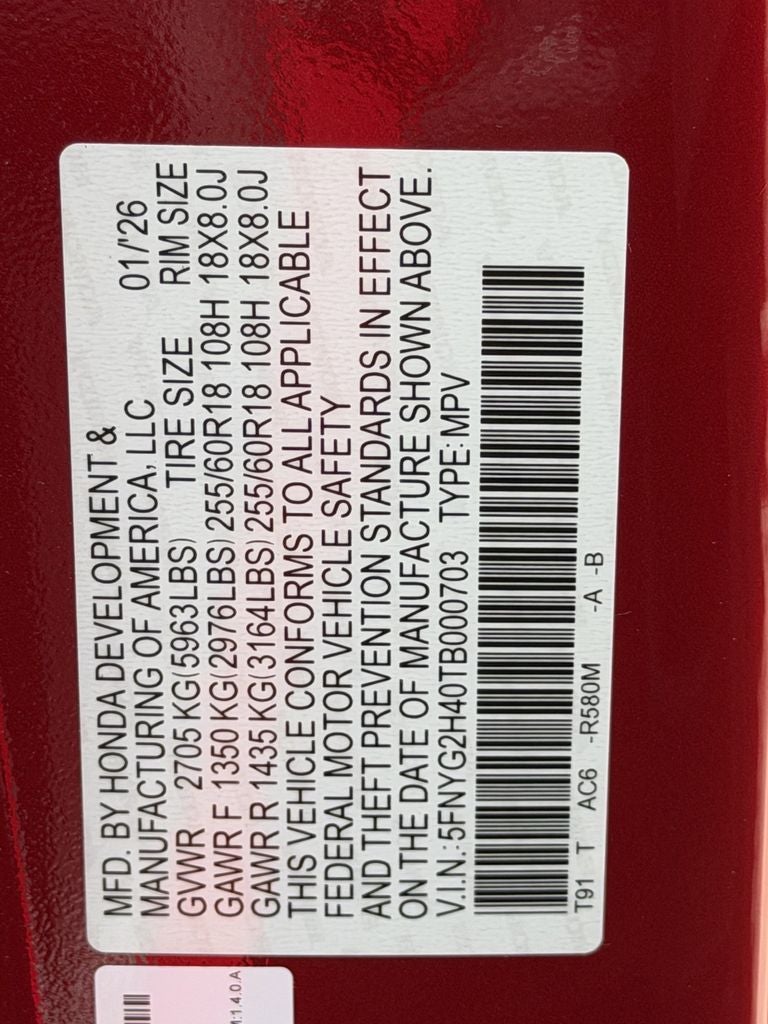 MFD. BY HONDA DEVELOPMENT &
MANUFACTURING OF AMERICA, LLC 01/'26
GVWR 2705 KG(5963LBS) TIRE SIZE RIM SIZE
GAWR F 1350 KG(2976LBS) 255/60R18 108H 18X8.0J
GAWR R 1435 KG(3164LBS) 255/60R18 108H 18X8.0J
THIS VEHICLE CONFORMS TO ALL APPLICABLE
FEDERAL MOTOR VEHICLE SAFETY
AND THEFT PREVENTION STANDARDS IN EFFECT
ON THE DATE OF MANUFACTURE SHOWN ABOVE.
V.I.N.:5FNYG2H40TB000703 TYPE: MPV
T91 T AC6 -R580M -A -B
:1.4.0.A